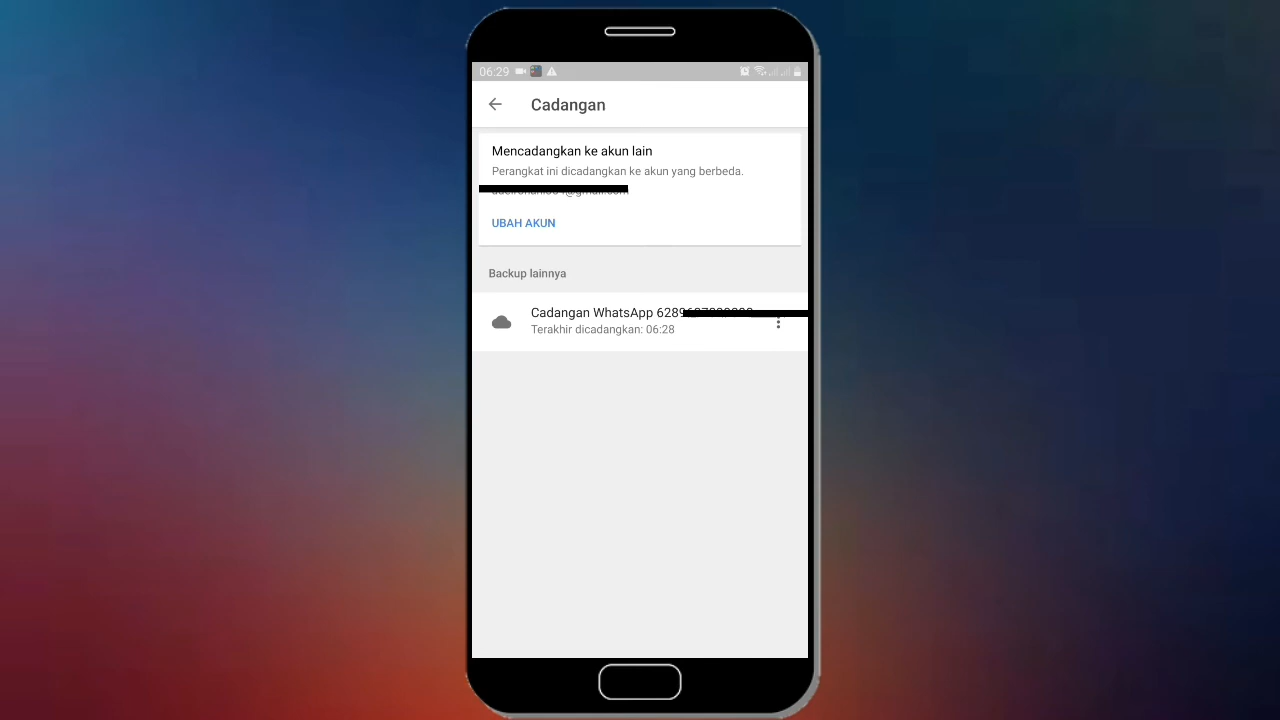 06:29
Cadangan
Mencadangkan ke akun lain
Perangkat ini dicadangkan ke akun yang berbeda.
UBAH AKUN
Backup lainnya
Cadangan WhatsApp 6289
Terakhir dicadangkan: 06:28